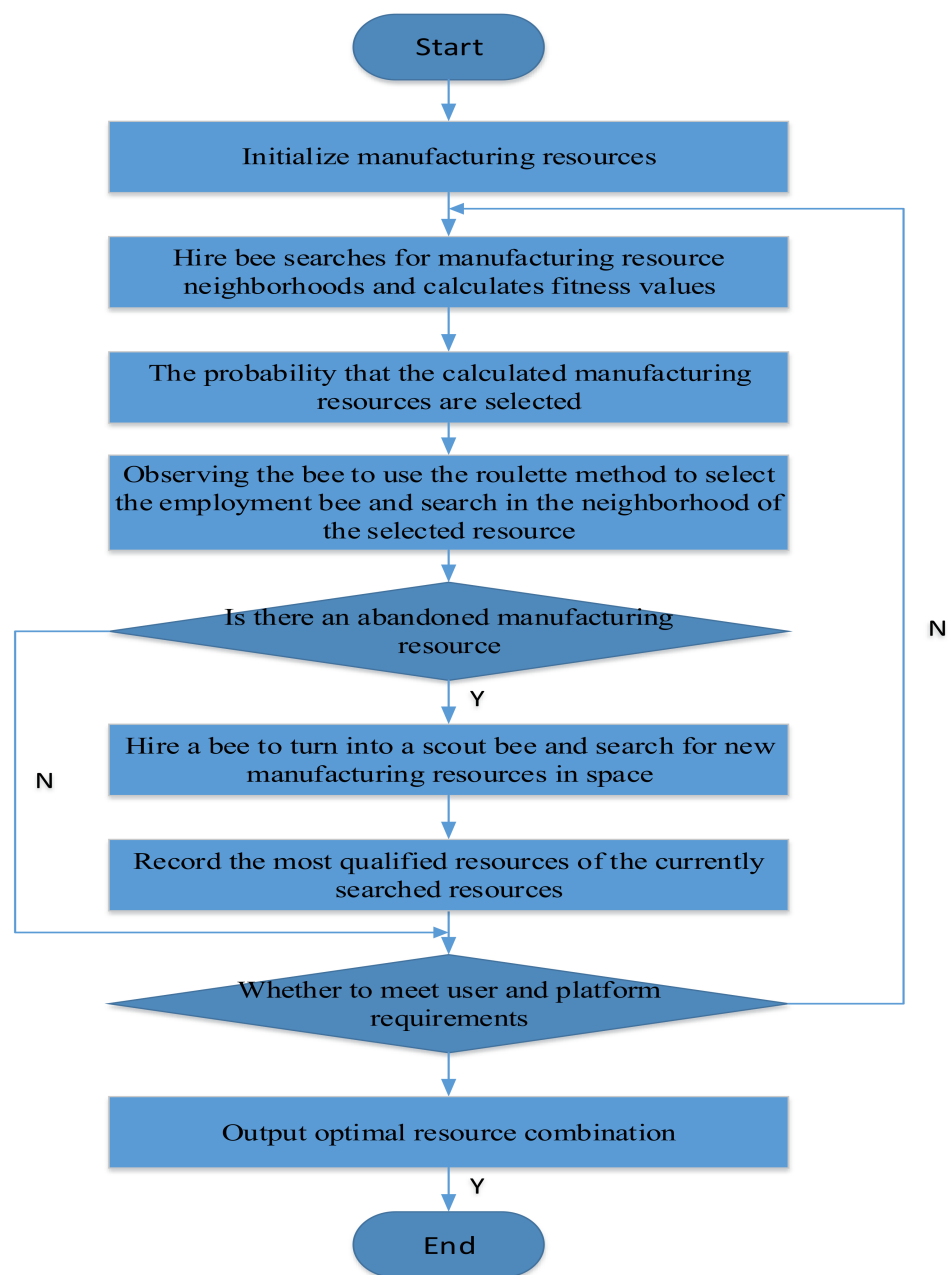 Start
Initialize manufacturing resources
Hire bee searches for manufacturing resource
neighborhoods and calculates fitness values
The probability that the calculated manufacturing
resources are selected
Observing the bee to use the roulette method to select
the employment bee and search in the neighborhood of
the selected resource
Is there an abandoned manufacturing
resource
N
Y
Hire a bee to turn into a scout bee and search for new
manufacturing resources in space
N
Record the most qualified resources of the currently
searched resources
Whether to meet user and platform
requirements
Output optimal resource combination
Y
End